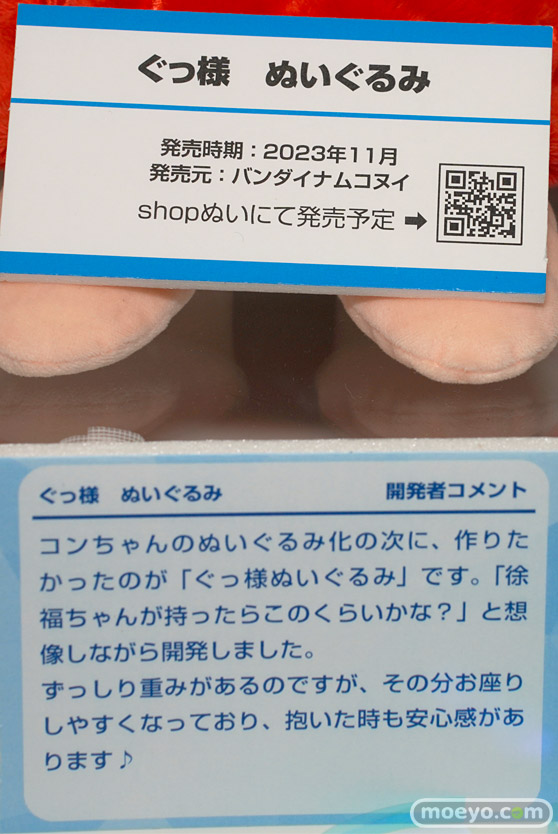 ぐっ様　ぬいぐるみ
発売時期：2023年11月
発売元：バンダイナムコヌイ
shopぬいにて発売予定➡
ぐっ様　ぬいぐるみ　開発者コメント
コンちゃんのぬいぐるみ化の次に、作りた
かったのが「ぐっ様ぬいぐるみ」です。「徐
福ちゃんが持ったらこのくらいかな？」と想
像しながら開発しました。
ずっしり重みがあるのですが、その分お座り
しやすくなっており、抱いた時も安心感があ
ります♪
moeyo.com